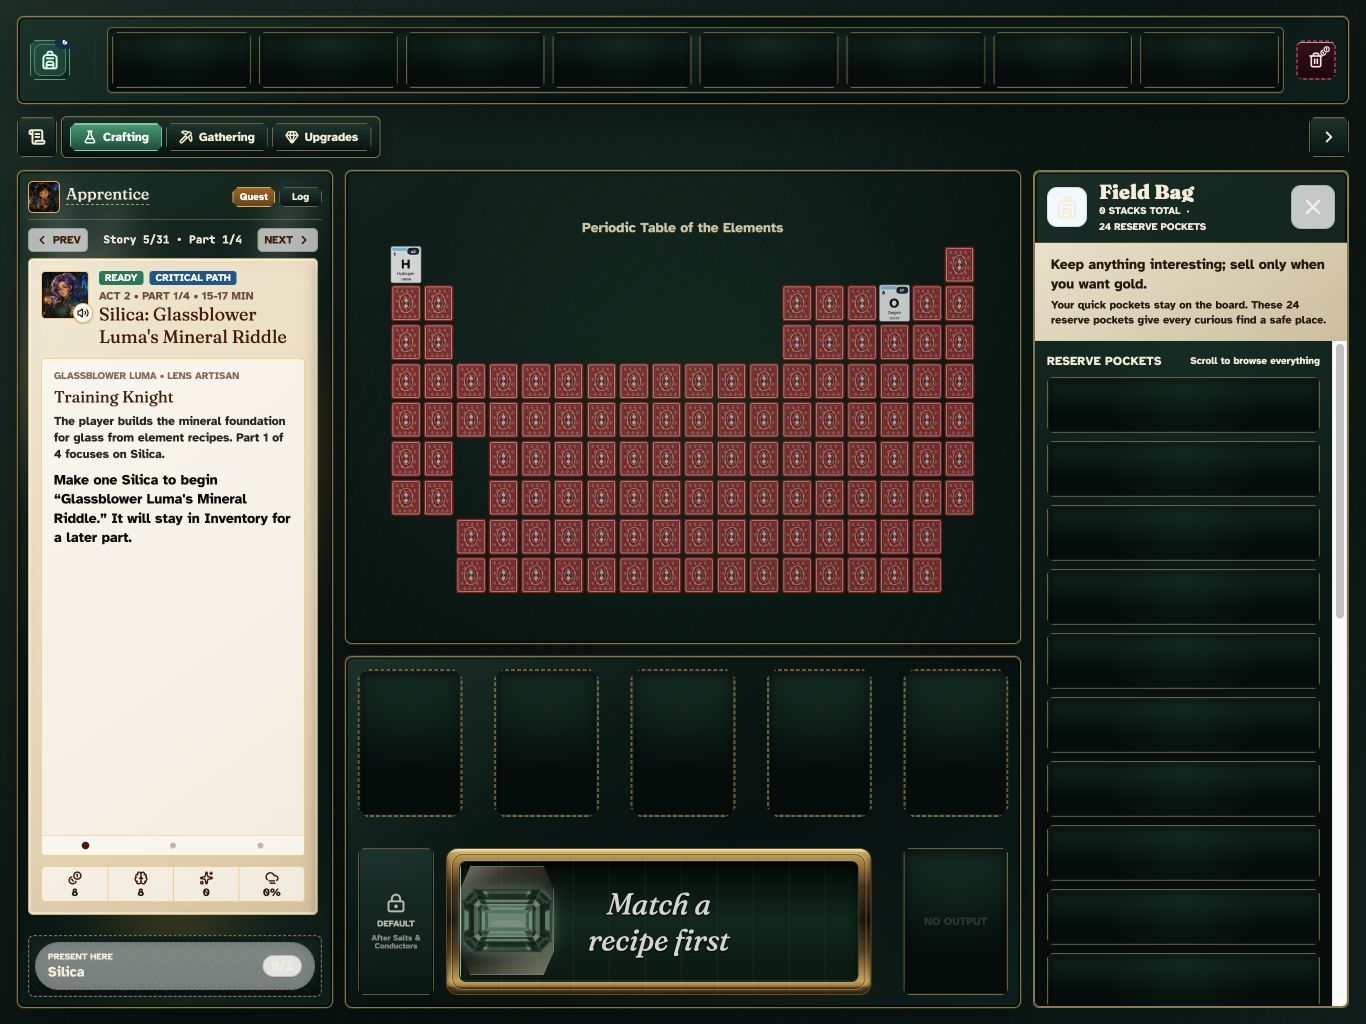 Crafting
Gathering
Upgrades
Apprentice
Quest
Log
PREV
Story 5/31 • Part 1/4
NEXT
READY
CRITICAL PATH
ACT 2 • PART 1/4 • 15-17 MIN
Silica: Glassblower
Luma's Mineral Riddle
GLASSBLOWER LUMA • LENS ARTISAN
Training Knight
The player builds the mineral foundation
for glass from element recipes. Part 1 of
4 focuses on Silica.
Make one Silica to begin
“Glassblower Luma's Mineral
Riddle.” It will stay in Inventory for
a later part.
8
8
0
0%
PRESENT HERE
Silica
0/1
Periodic Table of the Elements
1
H
Hydrogen
8
O
Oxygen
DEFAULT
After Salts &
Conductors
Match a
recipe first
NO OUTPUT
Field Bag
0 STACKS TOTAL ·
24 RESERVE POCKETS
Keep anything interesting; sell only when
you want gold.
Your quick pockets stay on the board. These 24
reserve pockets give every curious find a safe place.
RESERVE POCKETS
Scroll to browse everything